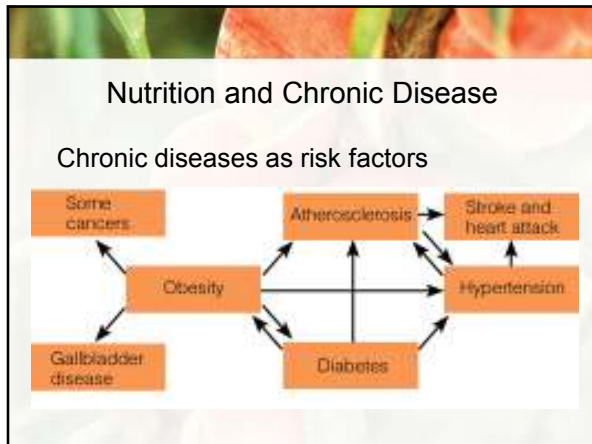 Nutrition and Chronic Disease
Chronic diseases as risk factors
Some
cancers
Atherosclerosis
Stroke and
heart attack
Obesity
Hypertension
Gallbladder
disease
Diabetes